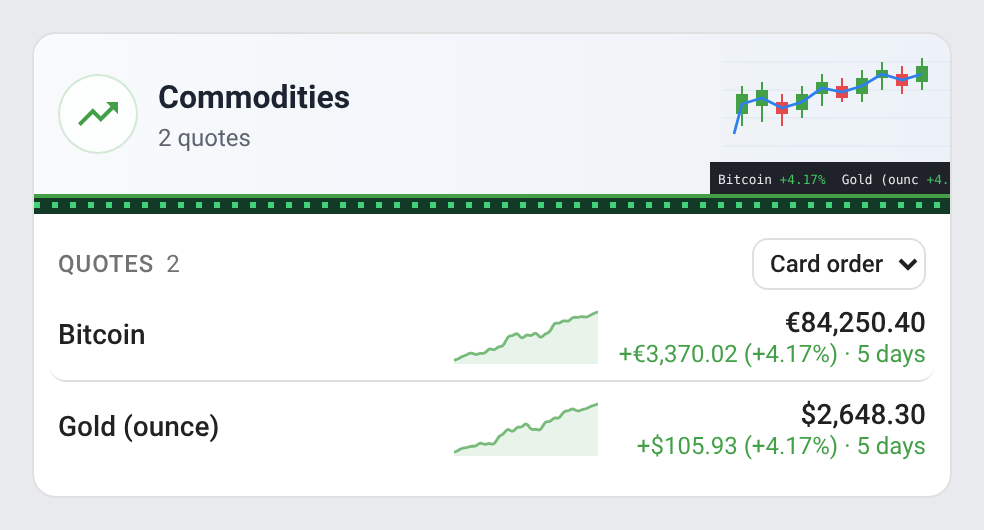 Commodities
2 quotes
Bitcoin +4.17% Gold (ounc +4.
QUOTES 2
Card order
Bitcoin
€84,250.40
+€3,370.02 (+4.17%) · 5 days
Gold (ounce)
$2,648.30
+$105.93 (+4.17%) · 5 days